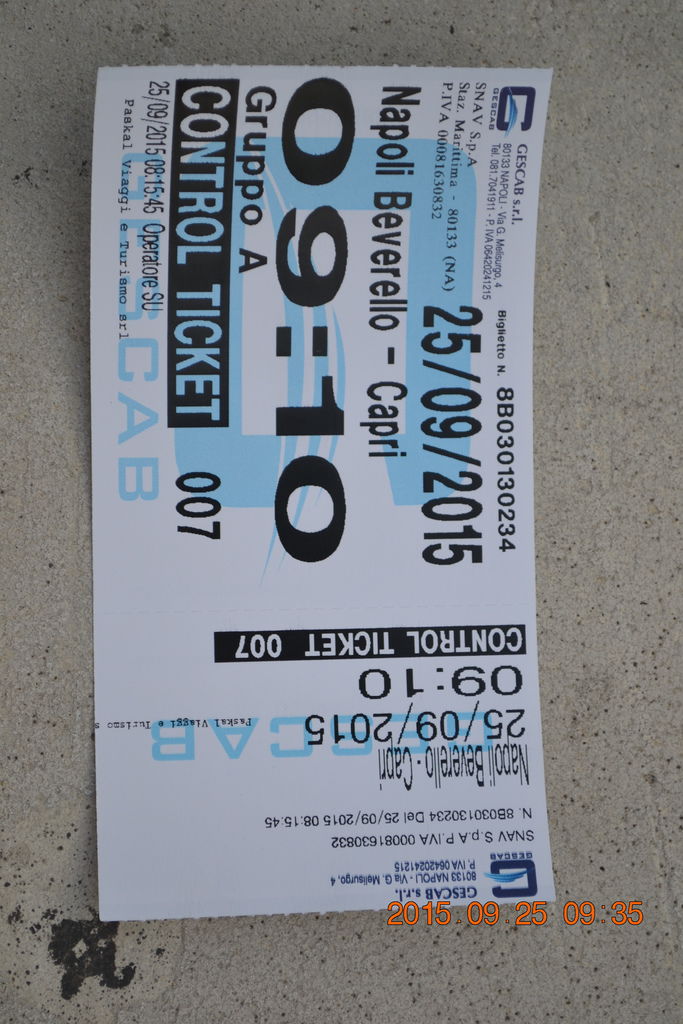 GESCAB
GESCAB s.r.l.
80133 NAPOLI - Via G. Melisurgo, 4
Tel. 081.7041911 - P. IVA 06420241215
Biglietto N. 8B030130234
SNAV S.p.A
Staz. Marittima - 80133 (NA)
P.IVA 00081630832
25/09/2015
Napoli Beverello - Capri
09:10
Gruppo A
CONTROL TICKET 007
25/09/2015 08:15:45 Operatore SU
Paskal Viaggi e Turismo srl
GESCAB
CONTROL TICKET 007
09:10
25/09/2015
Napoli Beverello - Capri
Paskal Viaggi e Turismo s
N. 8B030130234 Del 25/09/2015 08:15:45
SNAV S.p.A P.IVA 00081630832
GESCAB
GESCAB s.r.l.
80133 NAPOLI - Via G. Melisurgo, 4
P. IVA 06420241215
GESCAB
2015.09.25 09:35